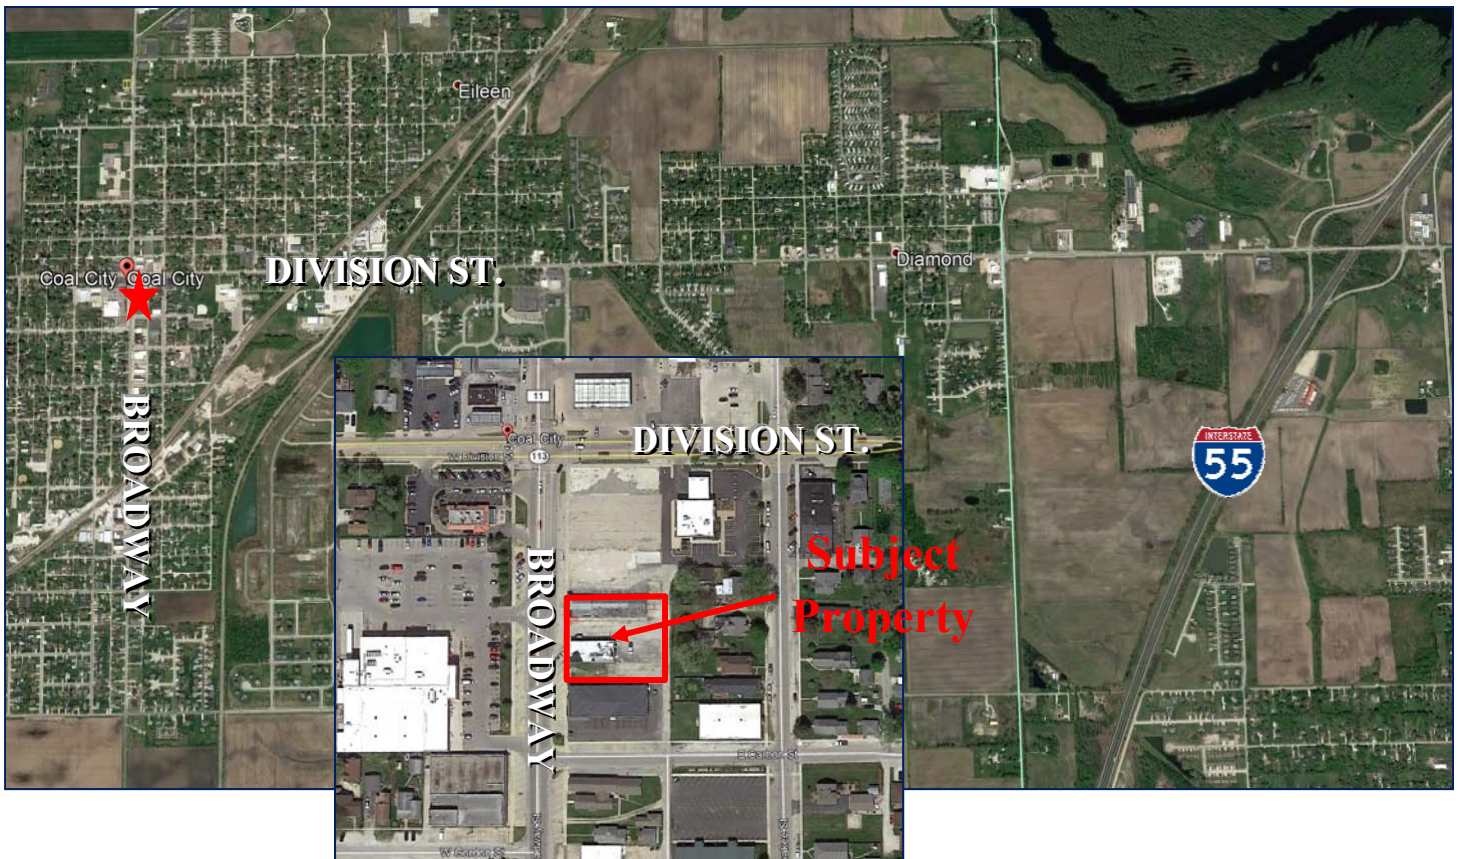 Eileen
Coal City
Coal City
DIVISION ST.
Diamond
BROADWAY
INTERSTATE
55
11
Coal City
DIVISION ST.
W Division St
113
BROADWAY
Subject
Property
E Carbon St
W Gordon St